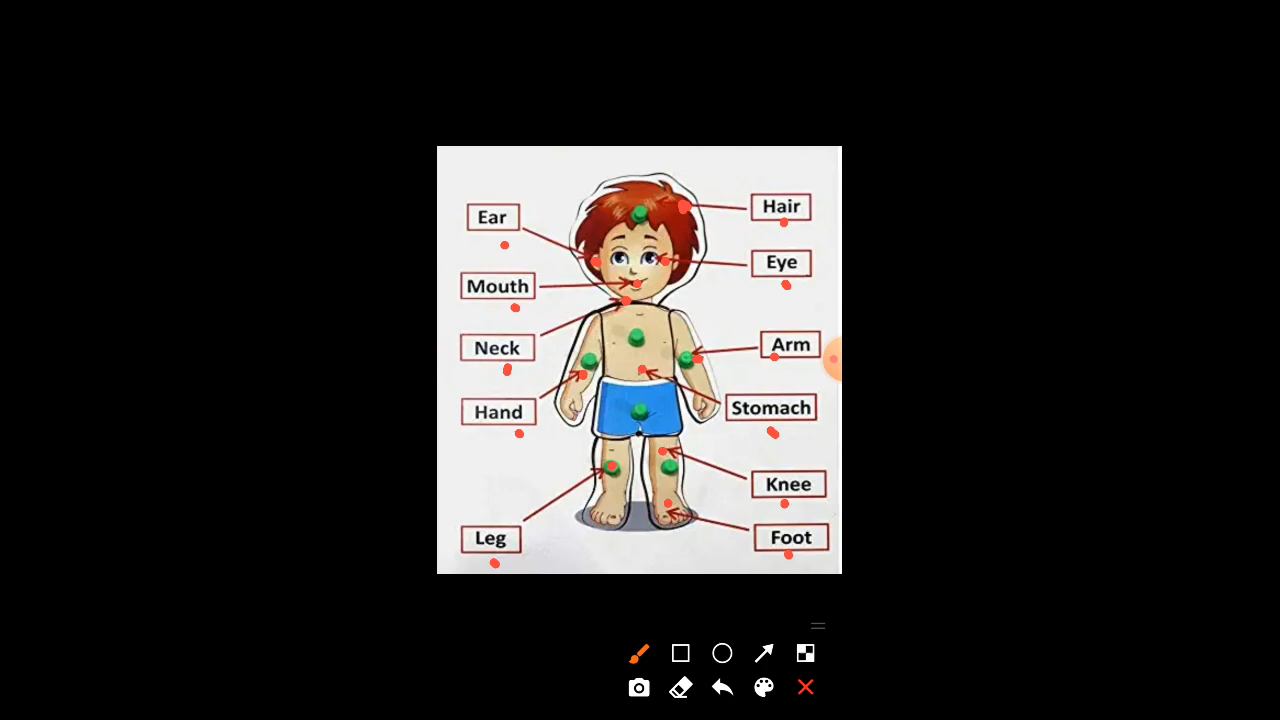 Ear
Hair
Eye
Mouth
Neck
Arm
Hand
Stomach
Knee
Leg
Foot